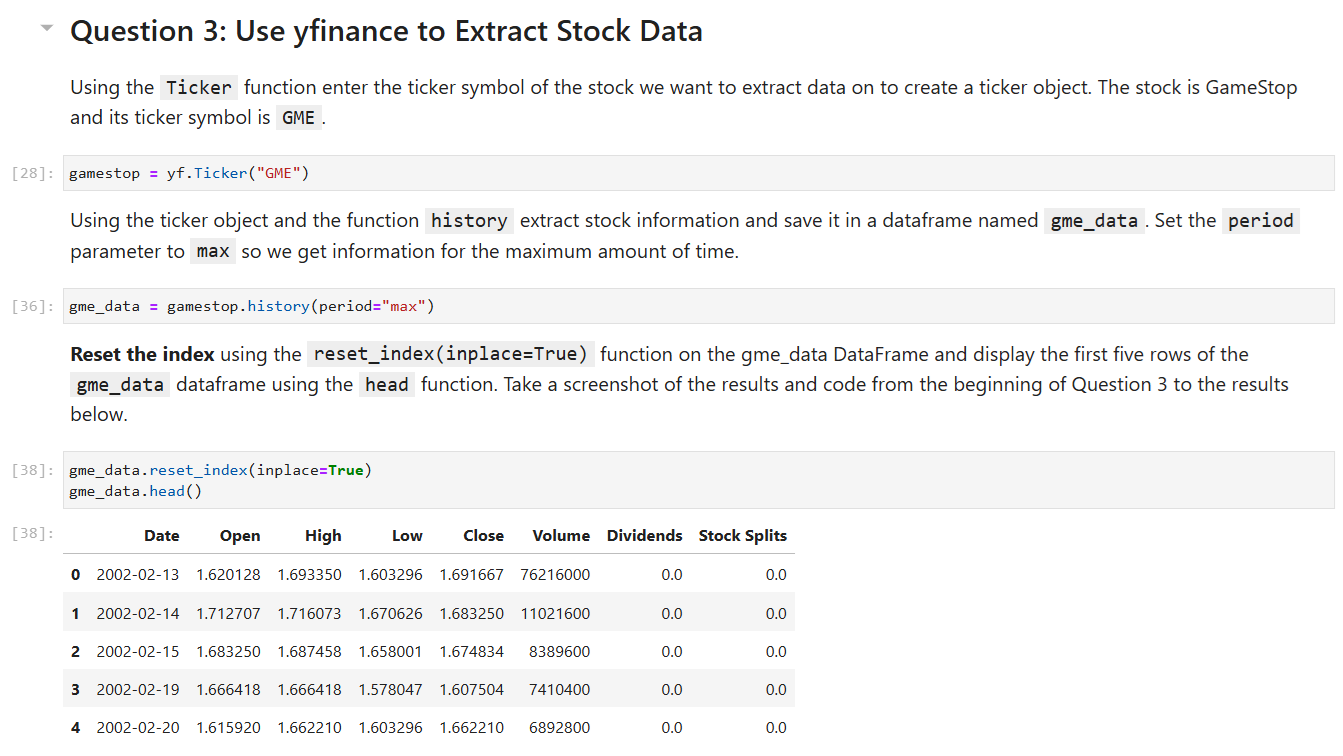 Question 3: Use yfinance to Extract Stock Data
Using the Ticker function enter the ticker symbol of the stock we want to extract data on to create a ticker object. The stock is GameStop
and its ticker symbol is GME .
[28]: gamestop = yf.Ticker("GME")
Using the ticker object and the function history extract stock information and save it in a dataframe named gme_data . Set the period
parameter to max so we get information for the maximum amount of time.
[36]: gme_data = gamestop.history(period="max")
Reset the index using the reset_index(inplace=True) function on the gme_data DataFrame and display the first five rows of the
gme_data dataframe using the head function. Take a screenshot of the results and code from the beginning of Question 3 to the results
below.
[38]: gme_data.reset_index(inplace=True)
gme_data.head()
[38]: Date Open High Low Close Volume Dividends Stock Splits
0 2002-02-13 1.620128 1.693350 1.603296 1.691667 76216000 0.0 0.0
1 2002-02-14 1.712707 1.716073 1.670626 1.683250 11021600 0.0 0.0
2 2002-02-15 1.683250 1.687458 1.658001 1.674834 8389600 0.0 0.0
3 2002-02-19 1.666418 1.666418 1.578047 1.607504 7410400 0.0 0.0
4 2002-02-20 1.615920 1.662210 1.603296 1.662210 6892800 0.0 0.0